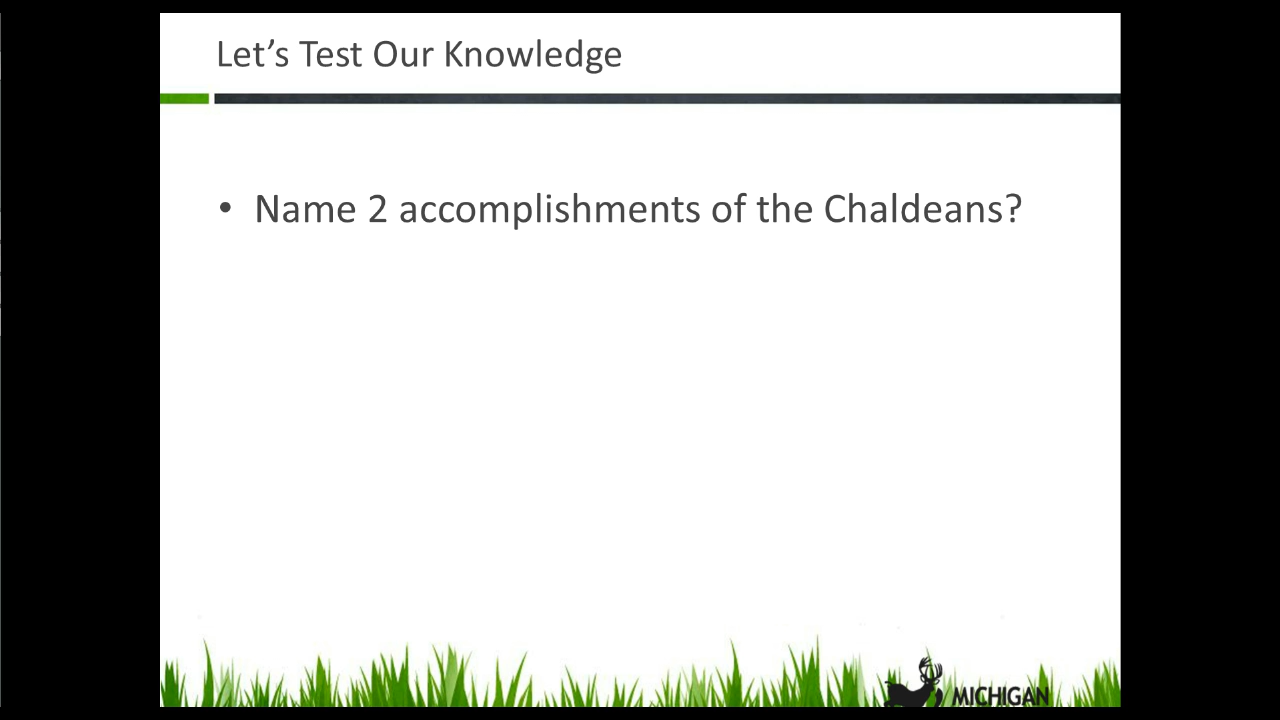 Let’s Test Our Knowledge
• Name 2 accomplishments of the Chaldeans?
MICHIGAN